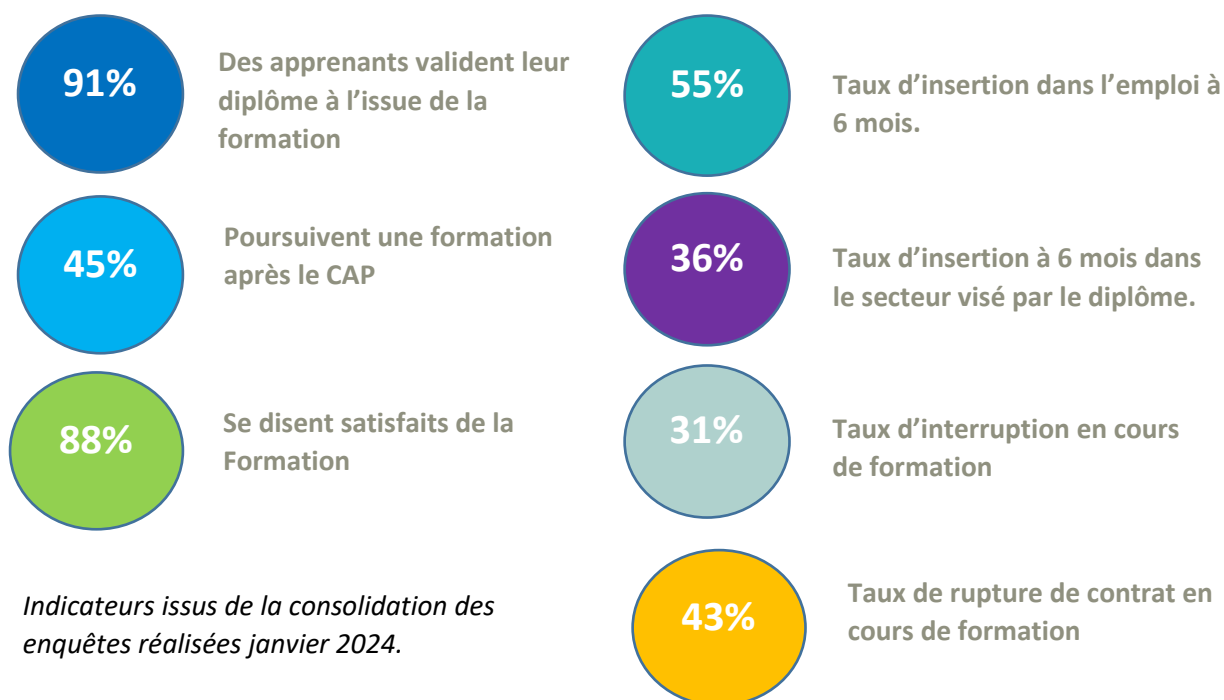 91%
Des apprenants valident leur
diplôme à l’issue de la
formation
45%
Poursuivent une formation
après le CAP
88%
Se disent satisfaits de la
Formation
Indicateurs issus de la consolidation des
enquêtes réalisées janvier 2024.
55%
Taux d’insertion dans l’emploi à
6 mois.
36%
Taux d’insertion à 6 mois dans
le secteur visé par le diplôme.
31%
Taux d’interruption en cours
de formation
43%
Taux de rupture de contrat en
cours de formation